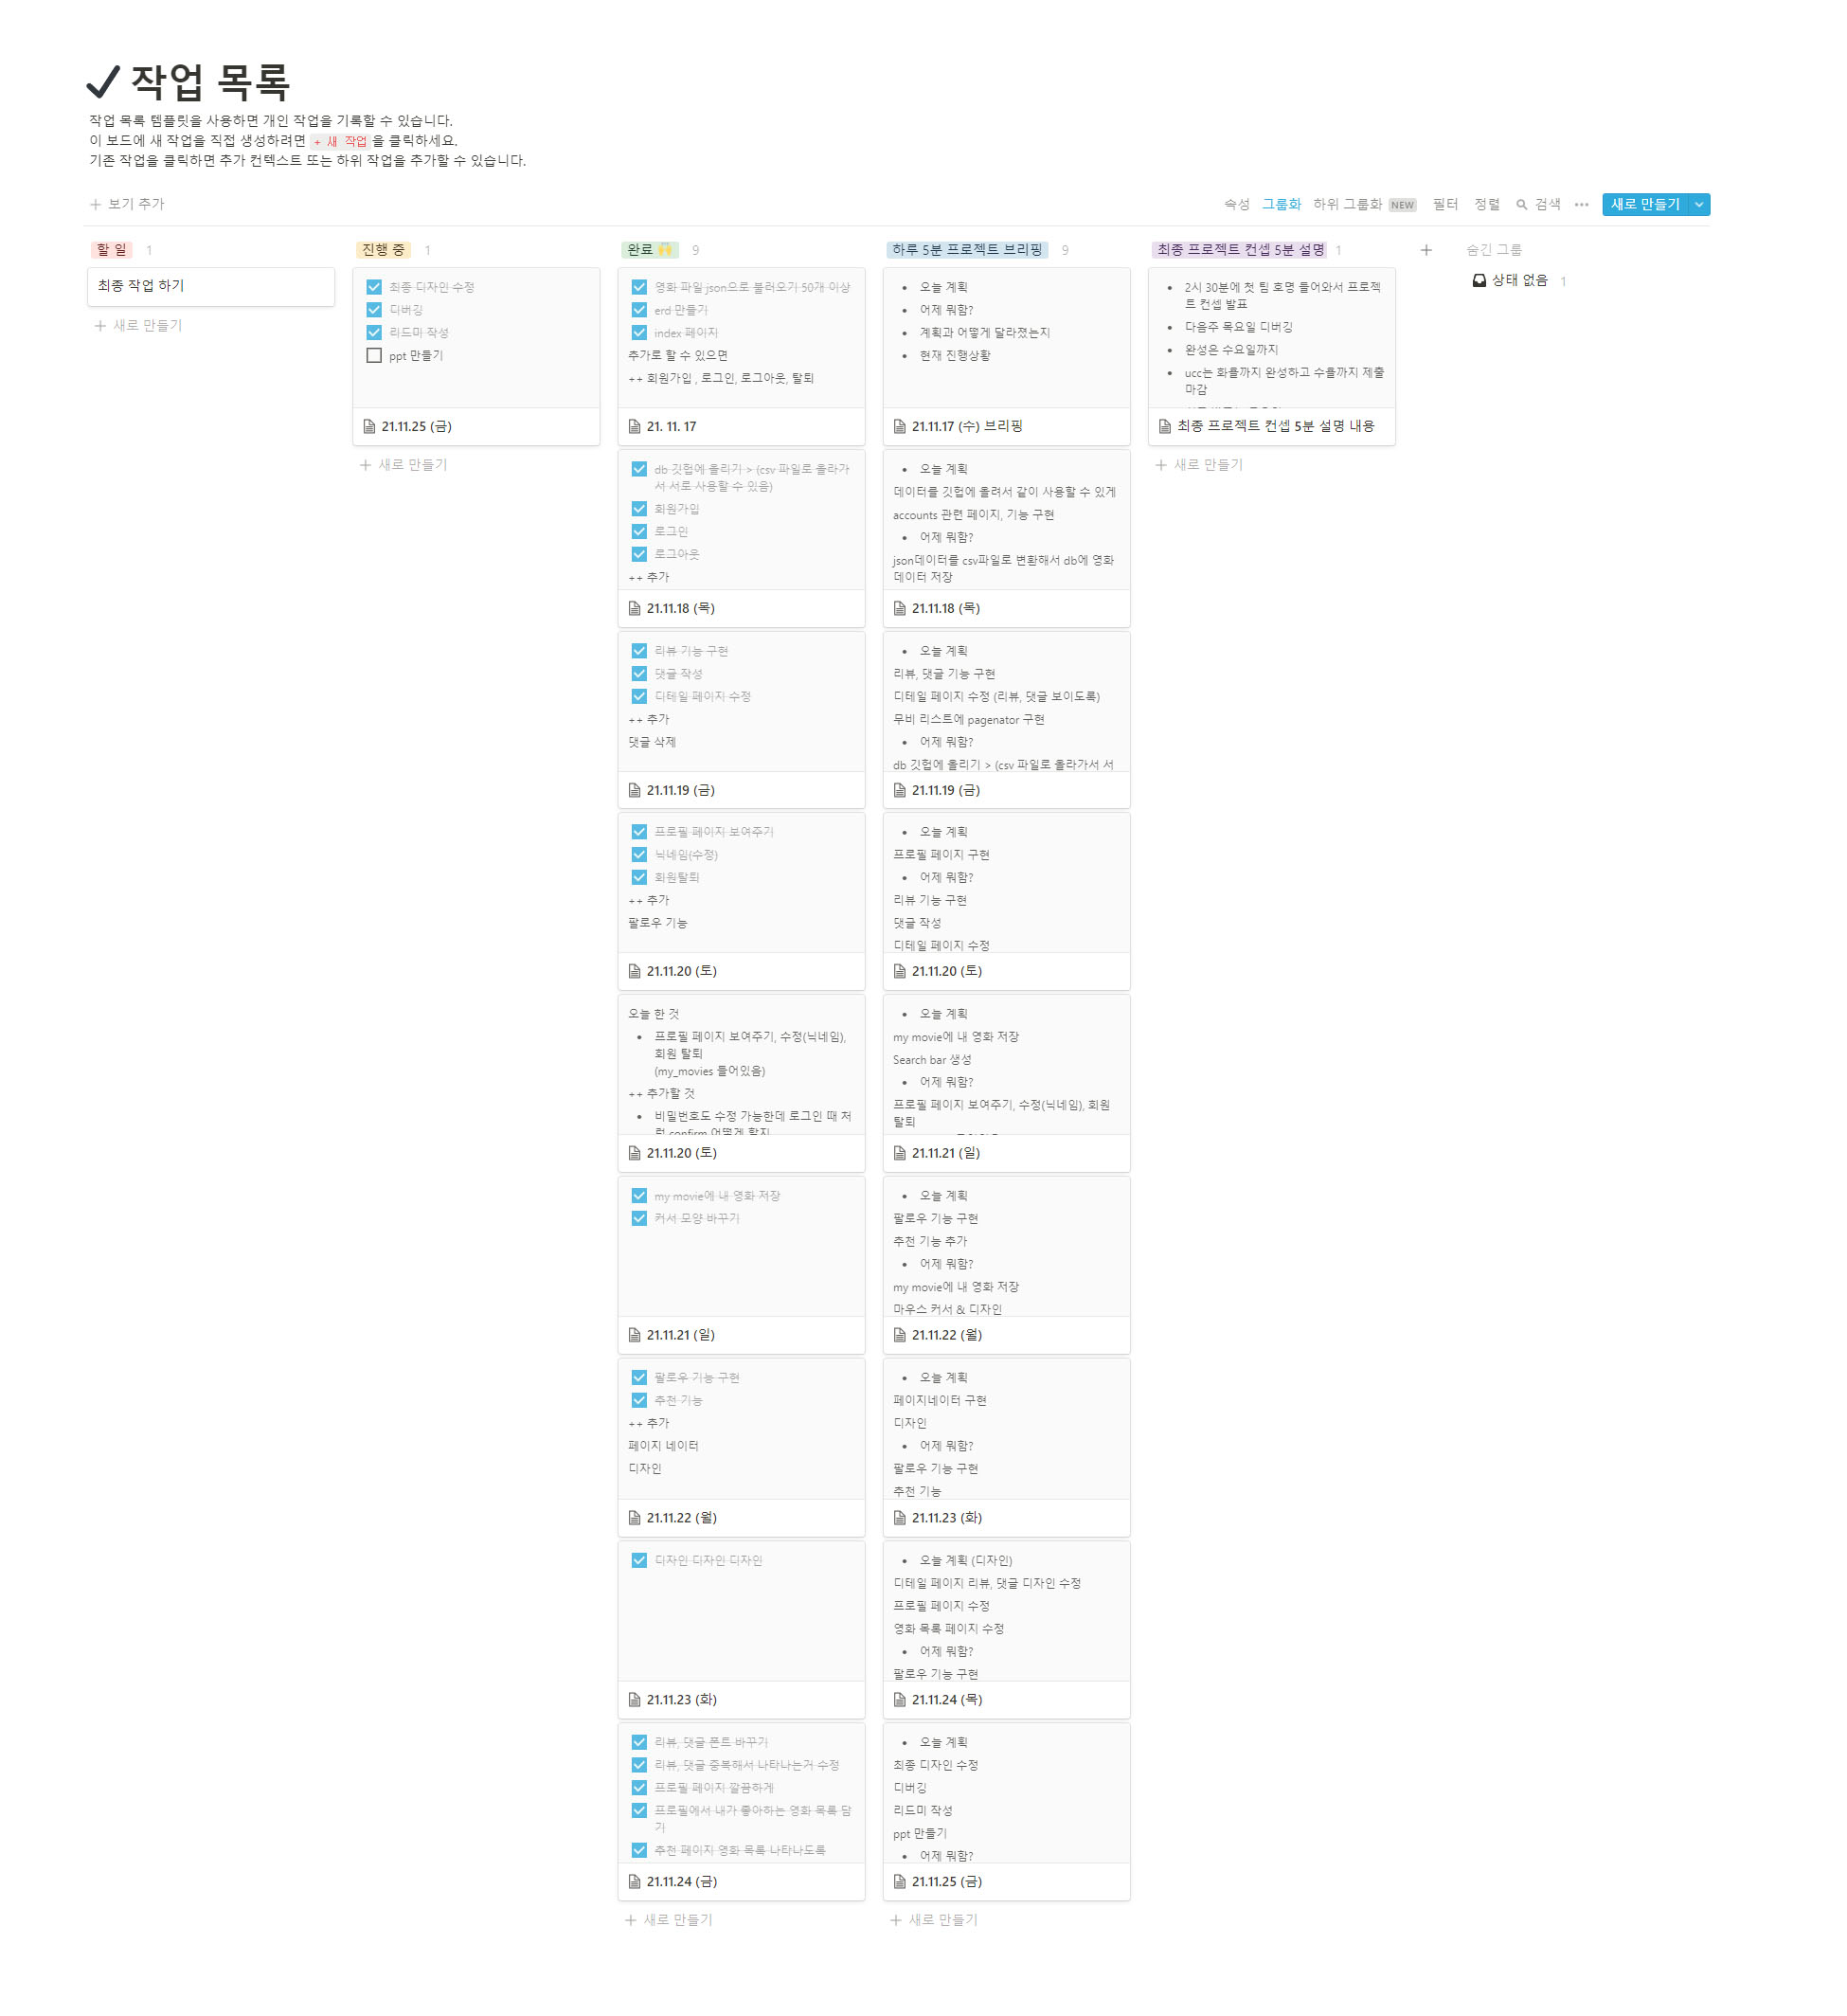 작업 목록
작업 목록 템플릿을 사용하면 개인 작업을 기록할 수 있습니다.
이 보드에 새 작업을 직접 생성하려면 + 새 작업 을 클릭하세요.
기존 작업을 클릭하면 추가 컨텍스트 또는 하위 작업을 추가할 수 있습니다.
+ 보기 추가
속성 그룹화 하위 그룹화 NEW 필터 정렬 검색 ••• 새로 만들기
할 일 1
최종 작업 하기
+ 새로 만들기
진행 중 1
최종 디자인 수정
디버깅
리드미 작성
ppt 만들기
21.11.25 (금)
+ 새로 만들기
완료 🙌 9
영화 파일 json으로 불러오기 50개 이상
erd 만들기
index 페이지
추가로 할 수 있으면
++ 회원가입 , 로그인, 로그아웃, 탈퇴
21. 11. 17
db 깃헙에 올리기 > (csv 파일로 올라가
서 서로 사용할 수 있음)
회원가입
로그인
로그아웃
++ 추가
21.11.18 (목)
리뷰 기능 구현
댓글 작성
디테일 페이지 수정
++ 추가
댓글 삭제
21.11.19 (금)
프로필 페이지 보여주기
닉네임(수정)
회원탈퇴
++ 추가
팔로우 기능
21.11.20 (토)
오늘 한 것
• 프로필 페이지 보여주기, 수정(닉네임),
회원 탈퇴
(my_movies 들어있음)
++ 추가할 것
• 비밀번호도 수정 가능한데 로그인 때 처
럼 confirm 어떻게 할지
21.11.20 (토)
my movie에 내 영화 저장
커서 모양 바꾸기
21.11.21 (일)
팔로우 기능 구현
추천 기능
++ 추가
페이지 네이터
디자인
21.11.22 (월)
디자인 디자인 디자인
21.11.23 (화)
리뷰, 댓글 폰트 바꾸기
리뷰, 댓글 중복해서 나타나는거 수정
프로필 페이지 깔끔하게
프로필에서 내가 좋아하는 영화 목록 담
기
추천 페이지 영화 목록 나타나도록
21.11.24 (금)
+ 새로 만들기
하루 5분 프로젝트 브리핑 9
• 오늘 계획
• 어제 뭐함?
• 계획과 어떻게 달라졌는지
• 현재 진행상황
21.11.17 (수) 브리핑
• 오늘 계획
데이터를 깃헙에 올려서 같이 사용할 수 있게
accounts 관련 페이지, 기능 구현
• 어제 뭐함?
json데이터를 csv파일로 변환해서 db에 영화
데이터 저장
21.11.18 (목)
• 오늘 계획
리뷰, 댓글 기능 구현
디테일 페이지 수정 (리뷰, 댓글 보이도록)
무비 리스트에 pagenator 구현
• 어제 뭐함?
db 깃헙에 올리기 > (csv 파일로 올라가서 서
21.11.19 (금)
• 오늘 계획
프로필 페이지 구현
• 어제 뭐함?
리뷰 기능 구현
댓글 작성
디테일 페이지 수정
21.11.20 (토)
• 오늘 계획
my movie에 내 영화 저장
Search bar 생성
• 어제 뭐함?
프로필 페이지 보여주기, 수정(닉네임), 회원
탈퇴
21.11.21 (일)
• 오늘 계획
팔로우 기능 구현
추천 기능 추가
• 어제 뭐함?
my movie에 내 영화 저장
마우스 커서 & 디자인
21.11.22 (월)
• 오늘 계획
페이지네이터 구현
디자인
• 어제 뭐함?
팔로우 기능 구현
추천 기능
21.11.23 (화)
• 오늘 계획 (디자인)
디테일 페이지 리뷰, 댓글 디자인 수정
프로필 페이지 수정
영화 목록 페이지 수정
• 어제 뭐함?
팔로우 기능 구현
21.11.24 (목)
• 오늘 계획
최종 디자인 수정
디버깅
리드미 작성
ppt 만들기
• 어제 뭐함?
21.11.25 (금)
+ 새로 만들기
최종 프로젝트 컨셉 5분 설명 1
• 2시 30분에 첫 팀 호명 들어와서 프로젝
트 컨셉 발표
• 다음주 목요일 디버깅
• 완성은 수요일까지
• ucc는 화욜까지 완성하고 수욜까지 제출
마감
최종 프로젝트 컨셉 5분 설명 내용
+ 새로 만들기
+
숨긴 그룹
상태 없음 1